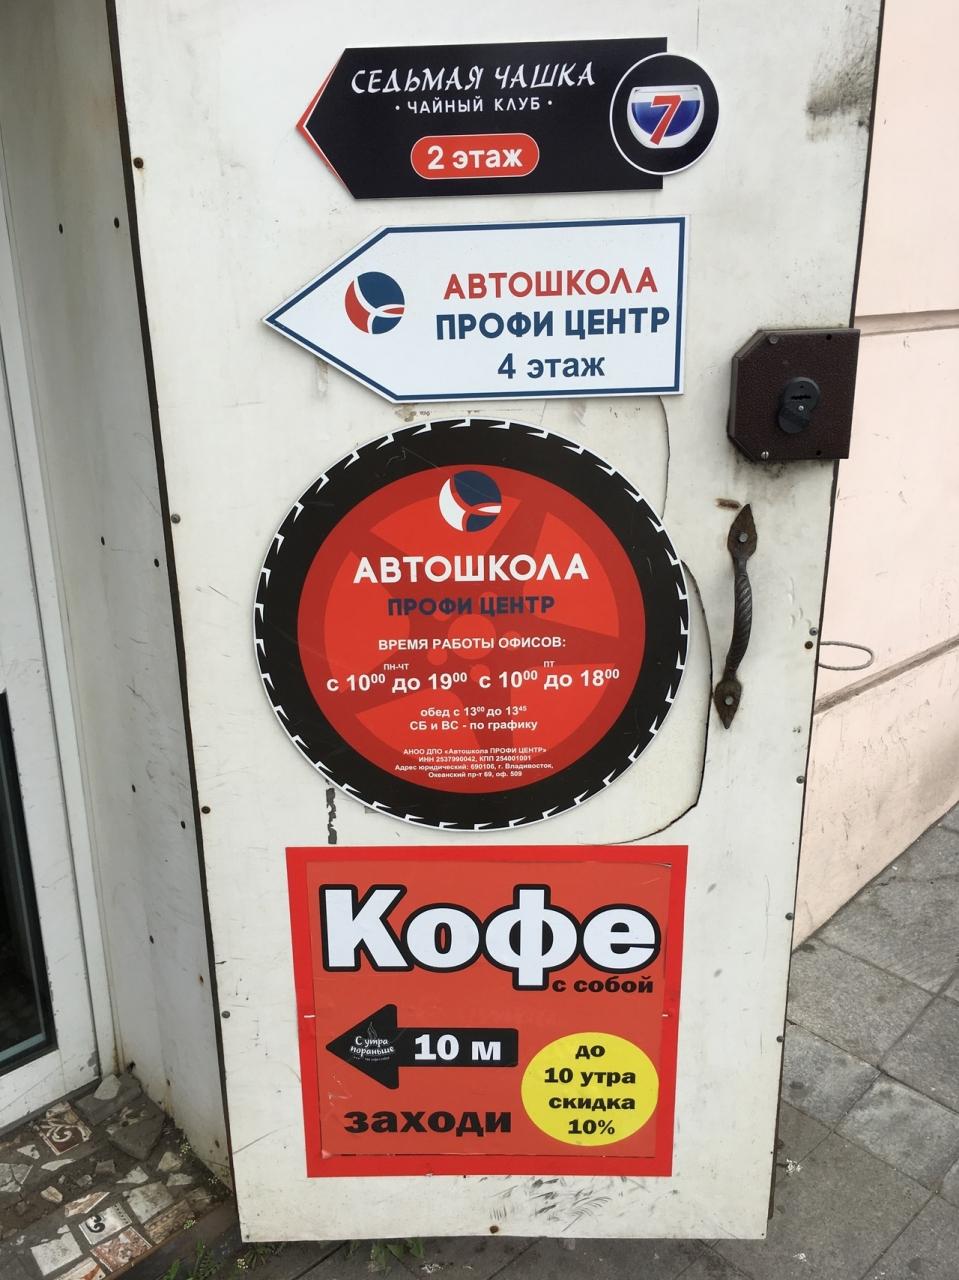 СЕДЬМАЯ ЧАШКА
• ЧАЙНЫЙ КЛУБ •
2 этаж
7
АВТОШКОЛА
ПРОФИ ЦЕНТР
4 этаж
АВТОШКОЛА
ПРОФИ ЦЕНТР
ВРЕМЯ РАБОТЫ ОФИСОВ:
ПН-ЧТ ПТ
с 10⁰⁰ до 19⁰⁰ с 10⁰⁰ до 18⁰⁰
обед с 13⁰⁰ до 13⁴⁵
СБ и ВС - по графику
АНОО ДПО «Автошкола ПРОФИ ЦЕНТР»
ИНН 2537990042, КПП 254001001
Адрес юридический: 690106, г. Владивосток,
Океанский пр-т 69, оф. 509
Кофе
с собой
С утра
пораньше
10 м
заходи
до
10 утра
скидка
10%